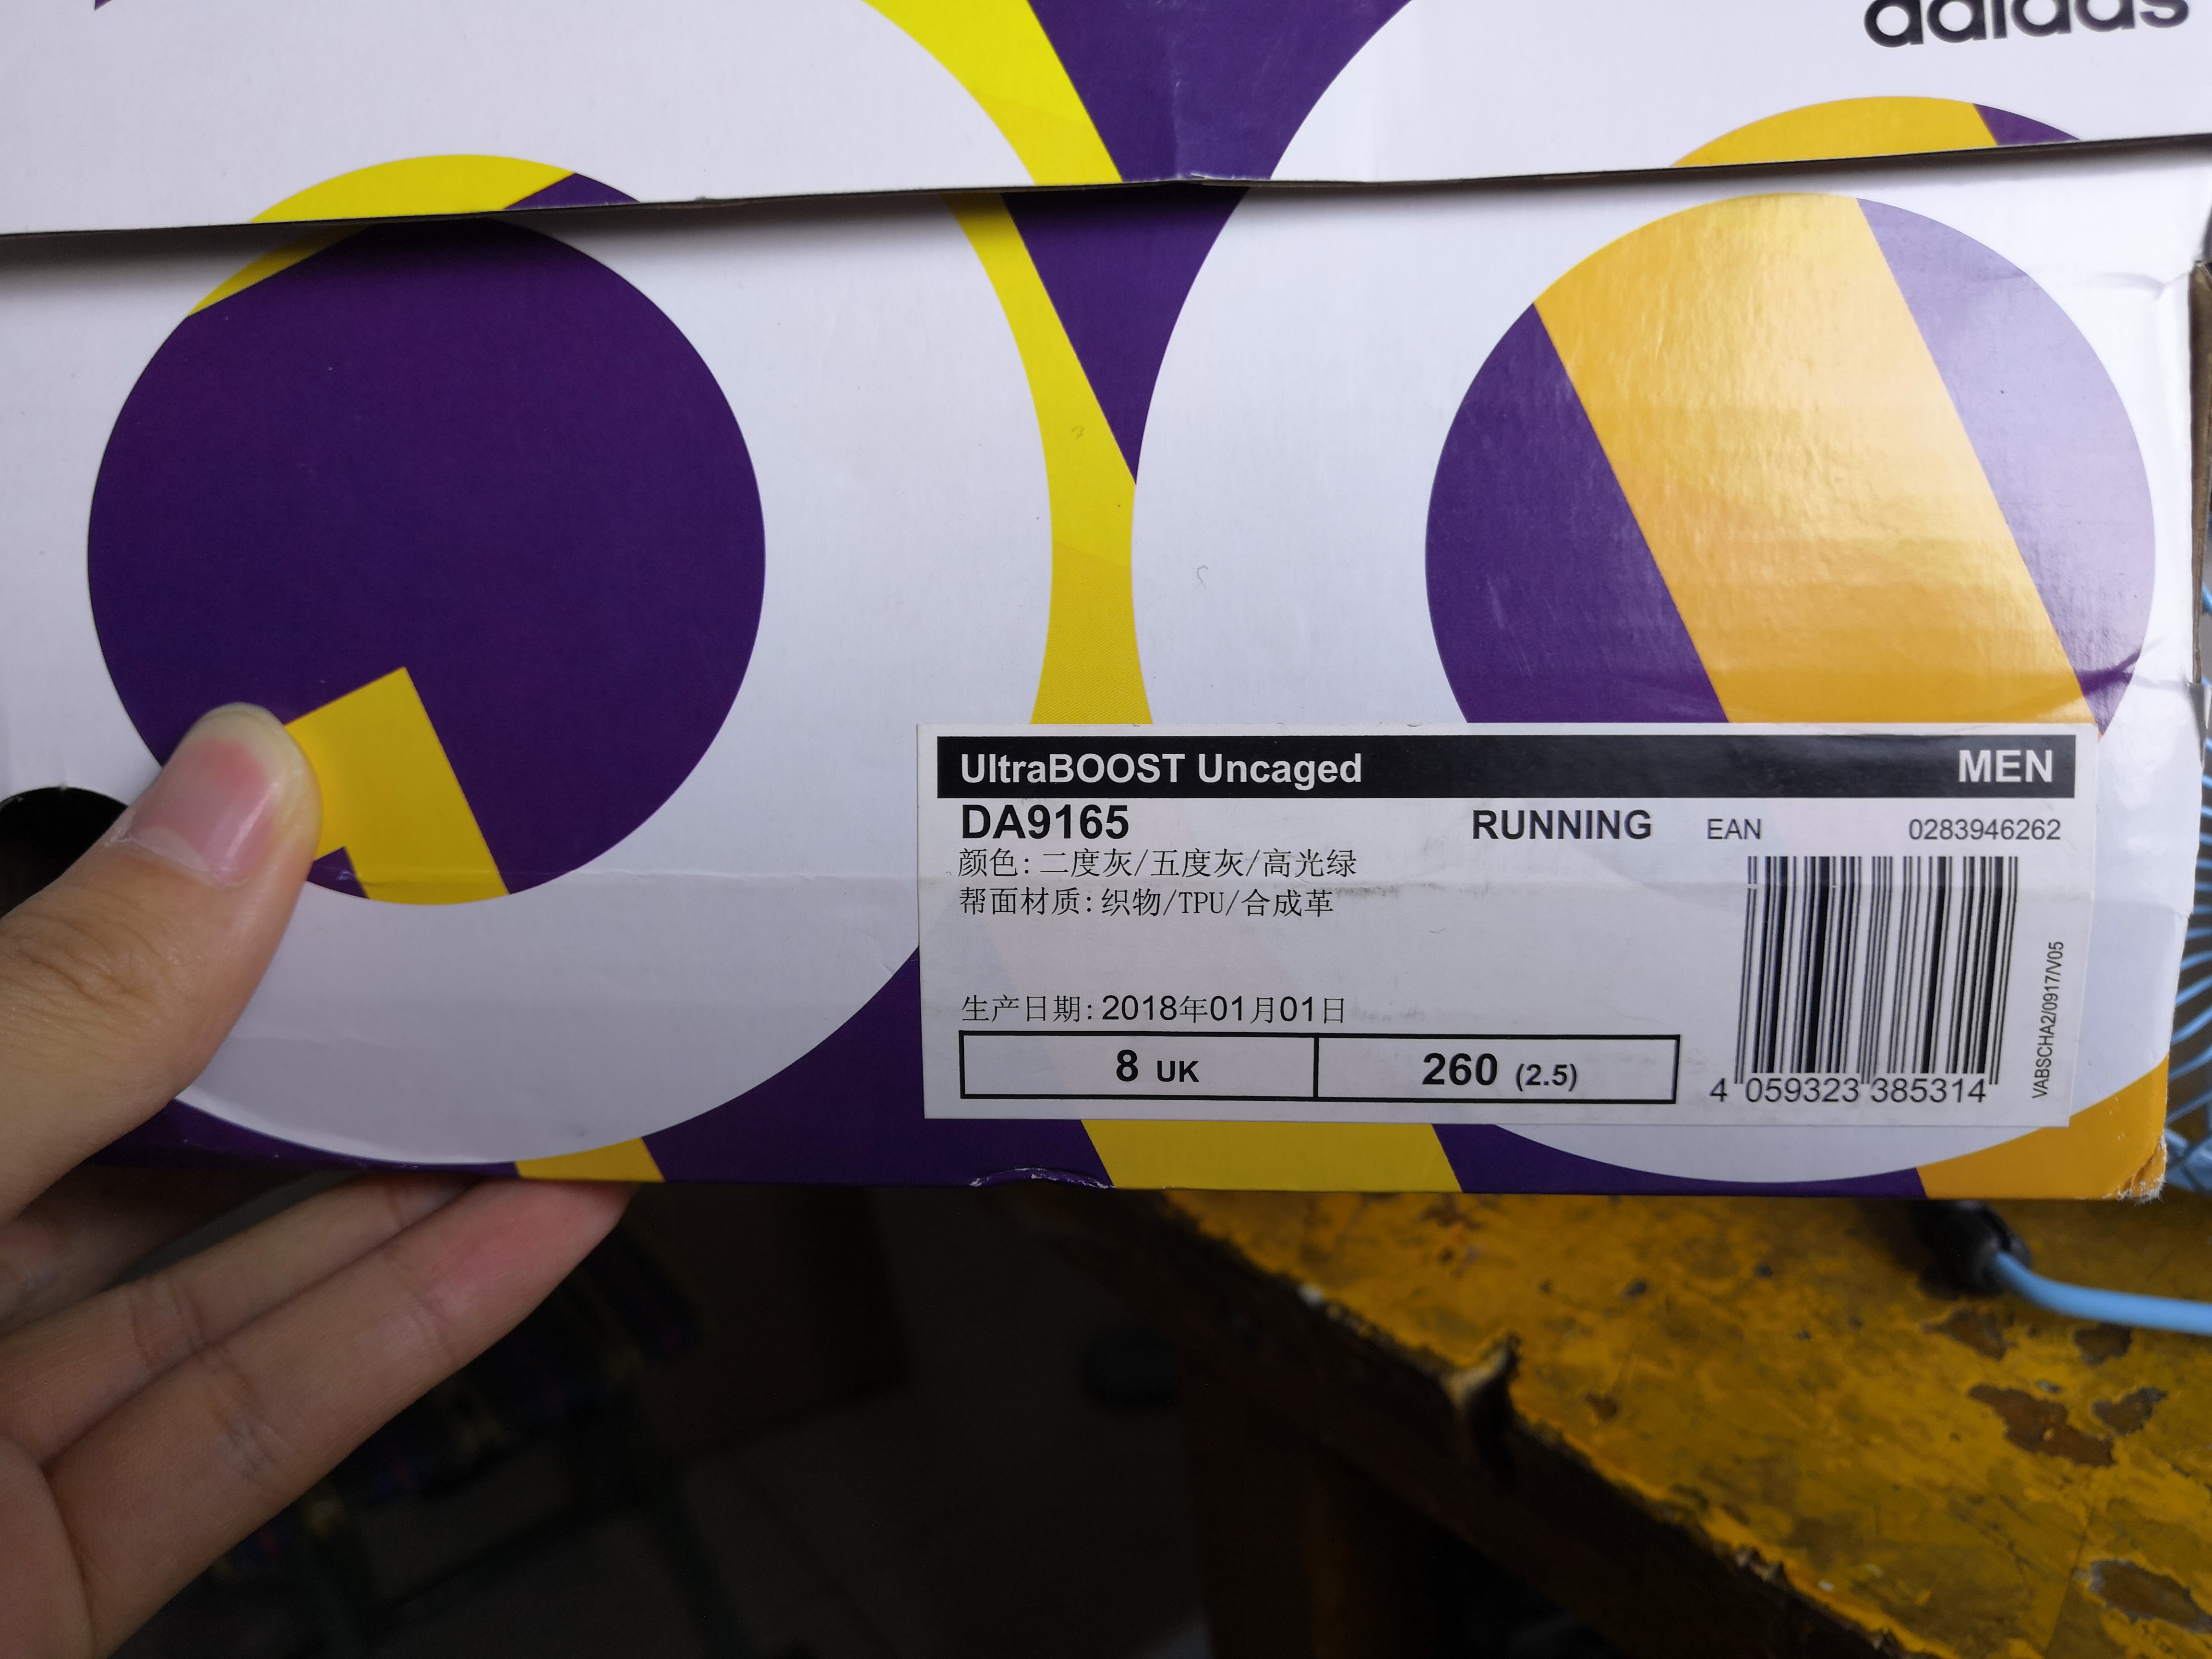 adidas
UltraBOOST Uncaged MEN
DA9165 RUNNING EAN 0283946262
颜色: 二度灰/五度灰/高光绿
帮面材质: 织物/TPU/合成革
生产日期: 2018年01月01日
8 UK 260 (2.5)
4 059323 385314
VABSCHA2/0917/V05